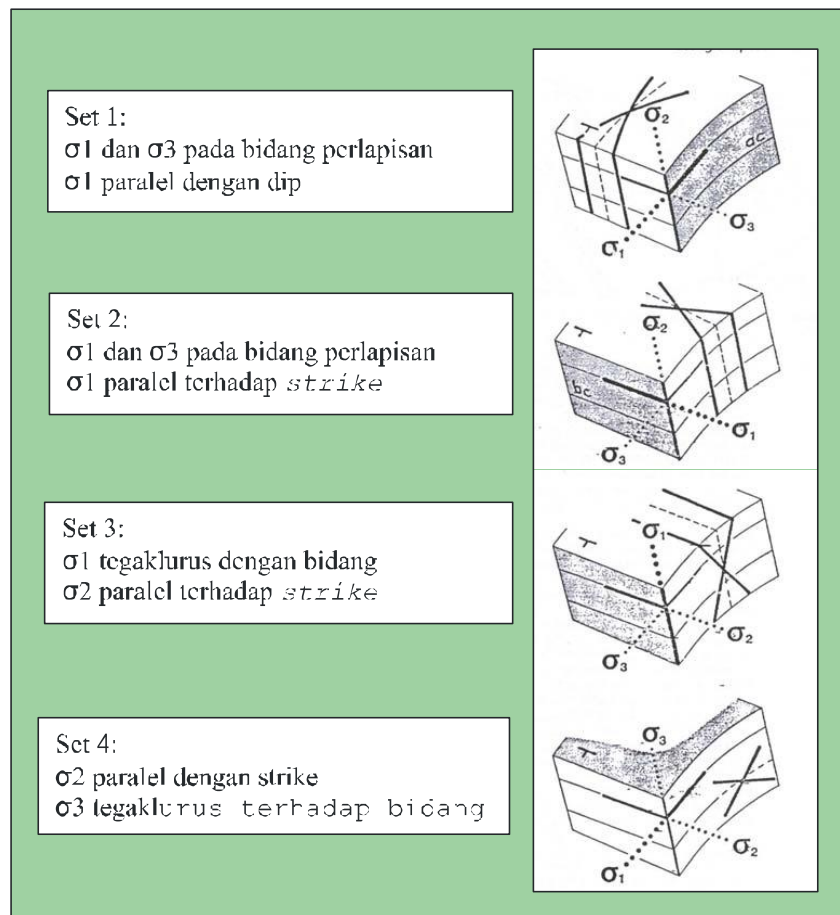 Set 1:
σ1 dan σ3 pada bidang perlapisan
σ1 paralel dengan dip
σ2
ac
σ3
σ1
Set 2:
σ1 dan σ3 pada bidang perlapisan
σ1 paralel terhadap strike
σ2
bc
σ1
σ3
Set 3:
σ1 tegaklurus dengan bidang
σ2 paralel terhadap strike
σ1
σ2
σ3
Set 4:
σ2 paralel dengan strike
σ3 tegaklurus terhadap bidang
σ3
σ2
σ1